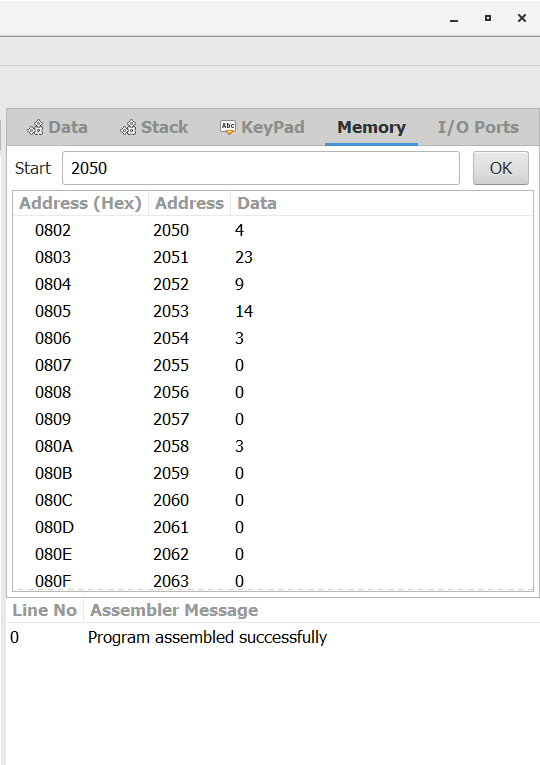 Data Stack Abc KeyPad Memory I/O Ports
Start 2050 OK
Address (Hex) Address Data
0802 2050 4
0803 2051 23
0804 2052 9
0805 2053 14
0806 2054 3
0807 2055 0
0808 2056 0
0809 2057 0
080A 2058 3
080B 2059 0
080C 2060 0
080D 2061 0
080E 2062 0
080F 2063 0
Line No Assembler Message
0 Program assembled successfully